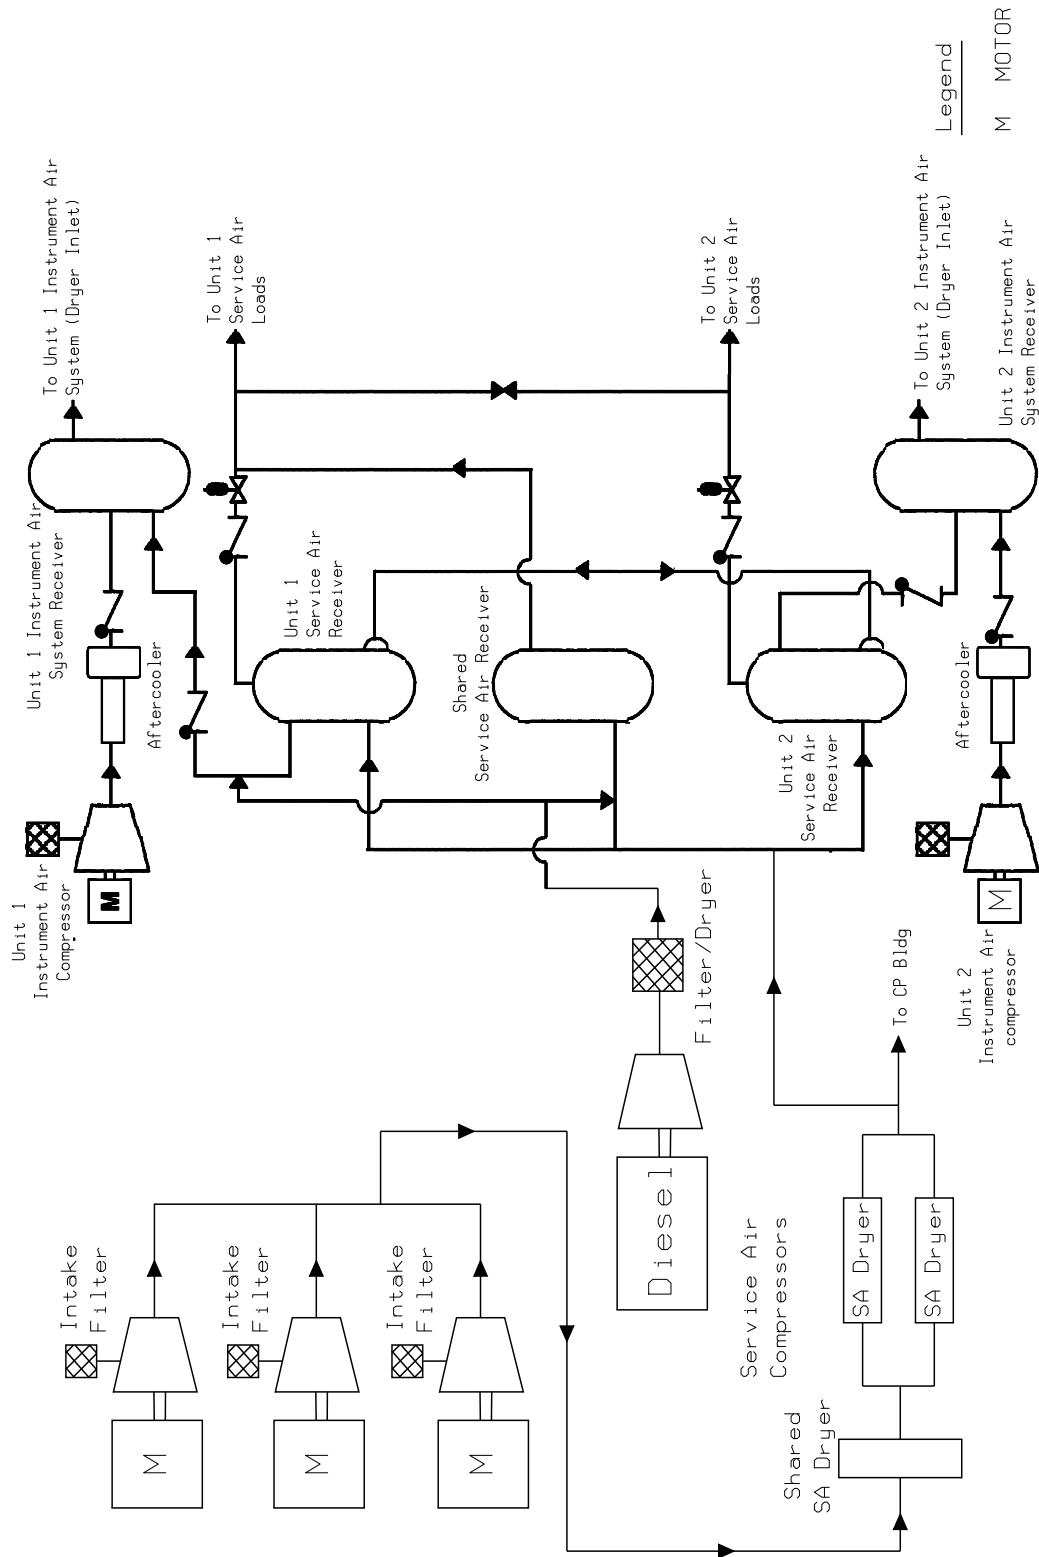 Legend
M MOTOR
To Unit 1 Instrument Air
System (Dryer Inlet)
To Unit 1
Service Air
Loads
To Unit 2
Service Air
Loads
To Unit 2 Instrument Air
System (Dryer Inlet)
Unit 2 Instrument Air
System Receiver
Unit 1 Instrument Air
System Receiver
Aftercooler
Unit 1
Service Air
Receiver
Shared
Service Air Receiver
Unit 2
Service Air
Receiver
Aftercooler
Unit 1
Instrument Air
Compressor
M
Filter/Dryer
To CP Bldg
Unit 2
Instrument Air
compressor
M
Intake
Filter
M
Intake
Filter
M
Intake
Filter
M
Diesel
Service Air
Compressors
Shared
SA Dryer
SA Dryer
SA Dryer